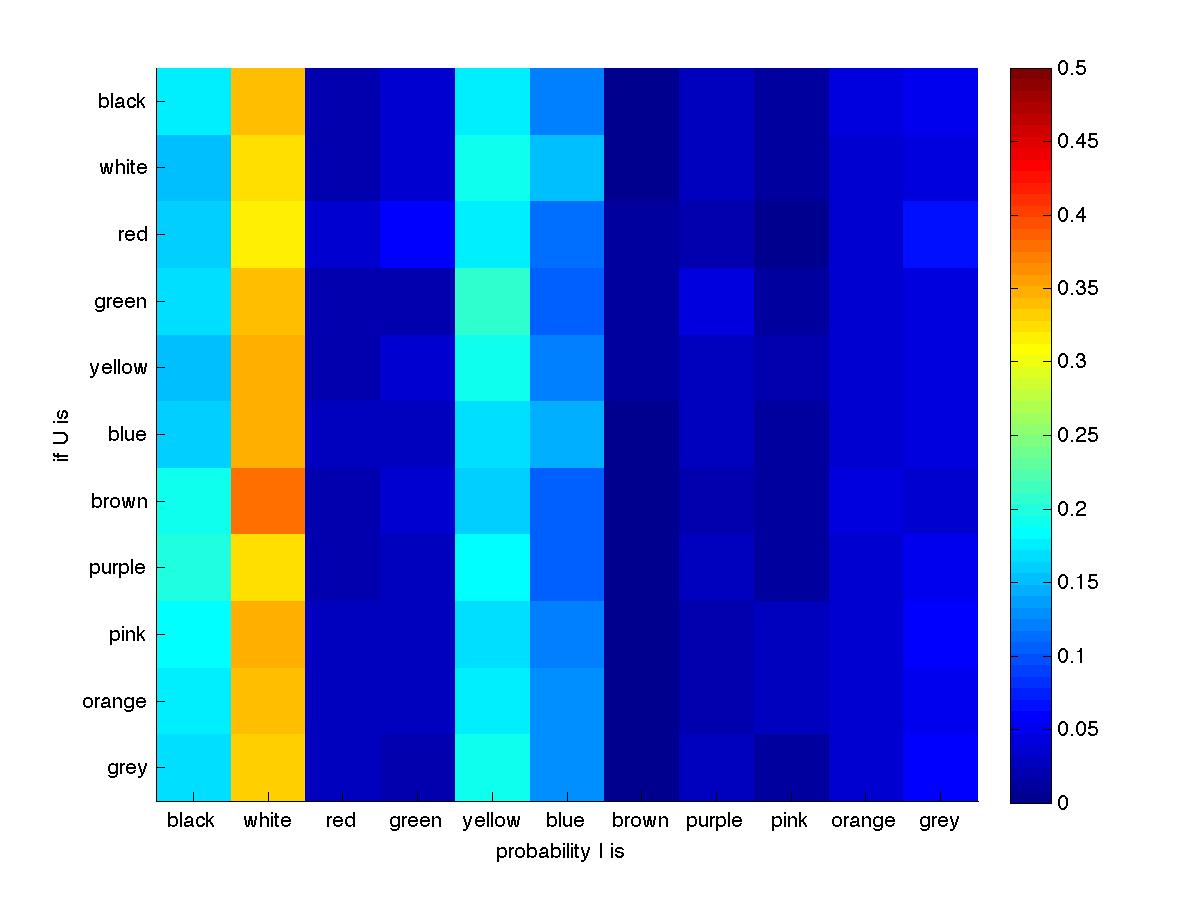 black
white
red
green
yellow
blue
brown
purple
pink
orange
grey
if U is
black white red green yellow blue brown purple pink orange grey
probability I is
0.5
0.45
0.4
0.35
0.3
0.25
0.2
0.15
0.1
0.05
0